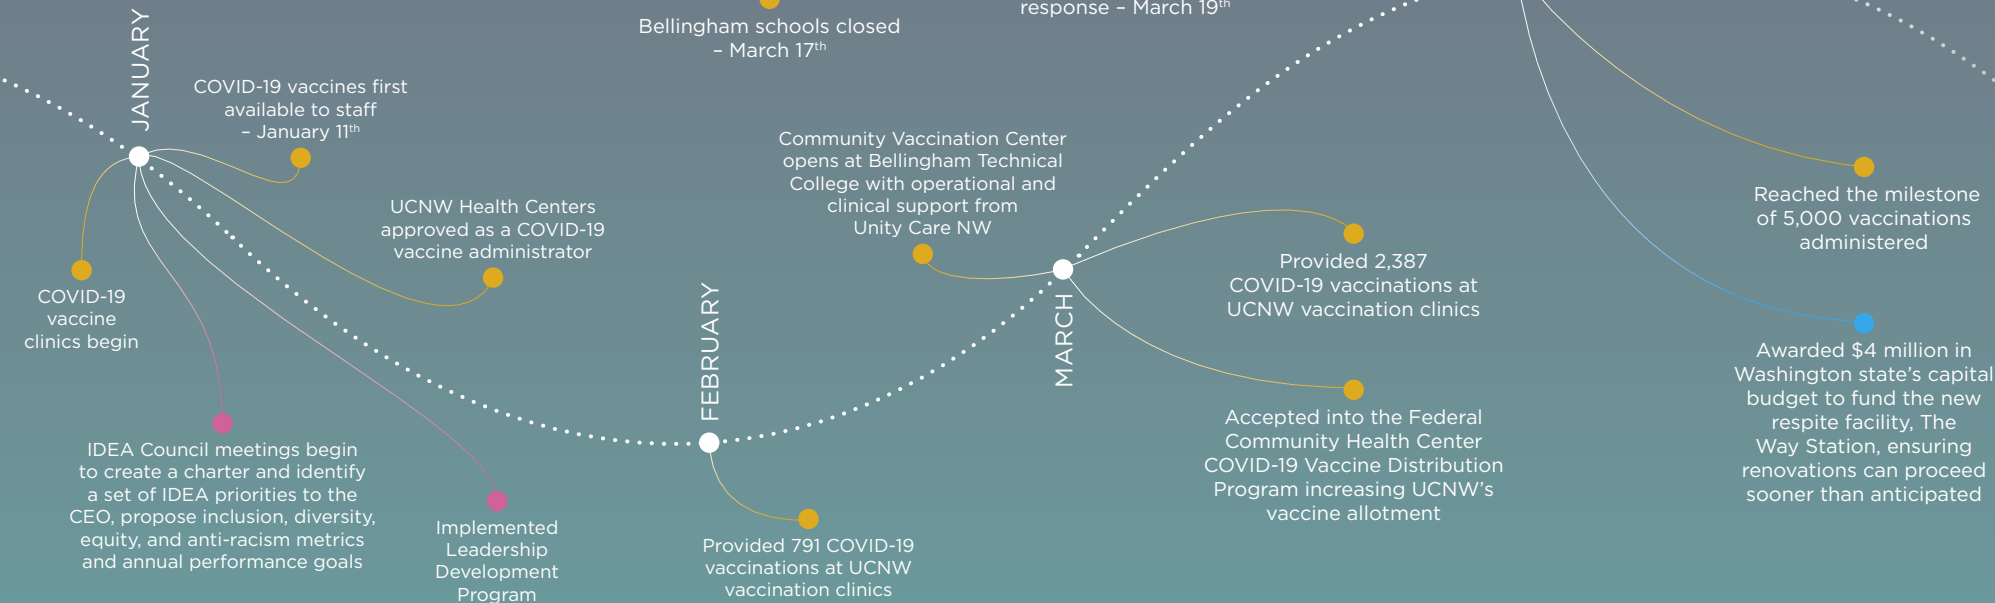 response – March 19th
Bellingham schools closed
– March 17th
JANUARY
COVID-19 vaccines first
available to staff
– January 11th
COVID-19
vaccine
clinics begin
UCNW Health Centers
approved as a COVID-19
vaccine administrator
IDEA Council meetings begin
to create a charter and identify
a set of IDEA priorities to the
CEO, propose inclusion, diversity,
equity, and anti-racism metrics
and annual performance goals
Implemented
Leadership
Development
Program
FEBRUARY
Provided 791 COVID-19
vaccinations at UCNW
vaccination clinics
Community Vaccination Center
opens at Bellingham Technical
College with operational and
clinical support from
Unity Care NW
MARCH
Provided 2,387
COVID-19 vaccinations at
UCNW vaccination clinics
Accepted into the Federal
Community Health Center
COVID-19 Vaccine Distribution
Program increasing UCNW’s
vaccine allotment
Reached the milestone
of 5,000 vaccinations
administered
Awarded $4 million in
Washington state’s capital
budget to fund the new
respite facility, The
Way Station, ensuring
renovations can proceed
sooner than anticipated